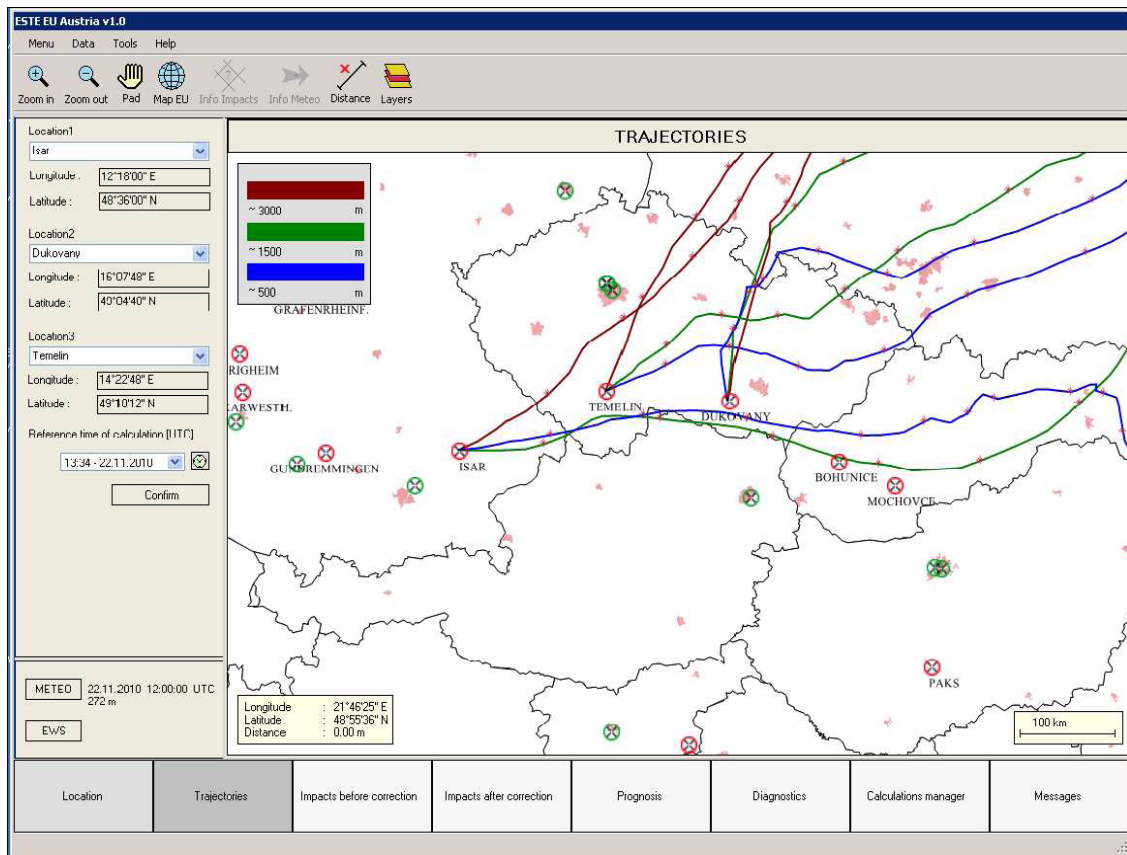 ESTE EU Austria v1.0
Menu Data Tools Help
Zoom in Zoom out Pad Map EU Info Impacts Info Meteo Distance Layers
Location1
Isar
Longitude : 12°18'00" E
Latitude : 48°36'00" N
Location2
Dukovany
Longitude : 16°07'48" E
Latitude : 49°04'40" N
Location3
Temelin
Longitude : 14°22'48" E
Latitude : 49°10'12" N
Reference time of calculation [UTC]
13:34 - 22.11.2010
Confirm
METEO 22.11.2010 12:00:00 UTC
272 m
EWS
TRAJECTORIES
~ 3000 m
~ 1500 m
~ 500 m
GRAFENRHEINF.
RIGHEIM
KARWESTH.
GUNDREMMINGEN
ISAR
TEMELIN
DUKOVANY
BOHUNICE
MOCHOVCE
PAKS
Longitude : 21°46'25" E
Latitude : 48°55'36" N
Distance : 0.00 m
100 km
Location Trajectories Impacts before correction Impacts after correction Prognosis Diagnostics Calculations manager Messages